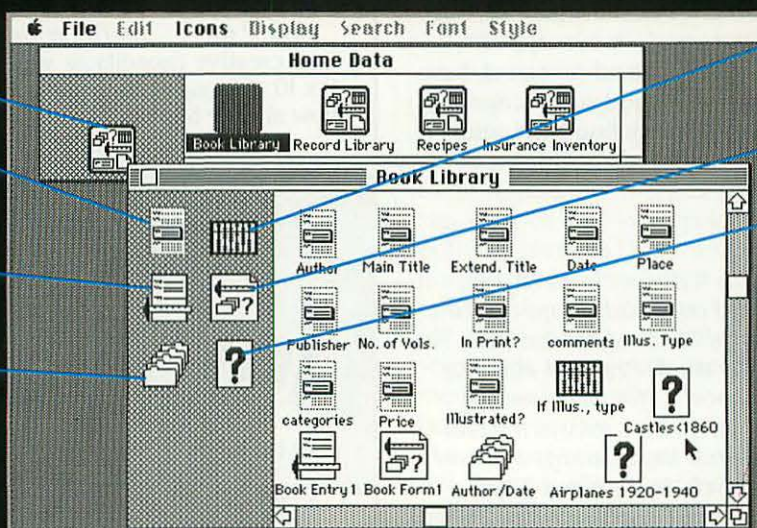 File Edit Icons Display Search Font Style
Home Data
Book Library Record Library Recipes Insurance Inventory
Book Library
Author Main Title Extend. Title Date Place
Publisher No. of Vols. In Print? comments Illus. Type
categories Price Illustrated? If Illus., type Castles<1860
Book Entry1 Book Form1 Author/Date Airplanes 1920-1940